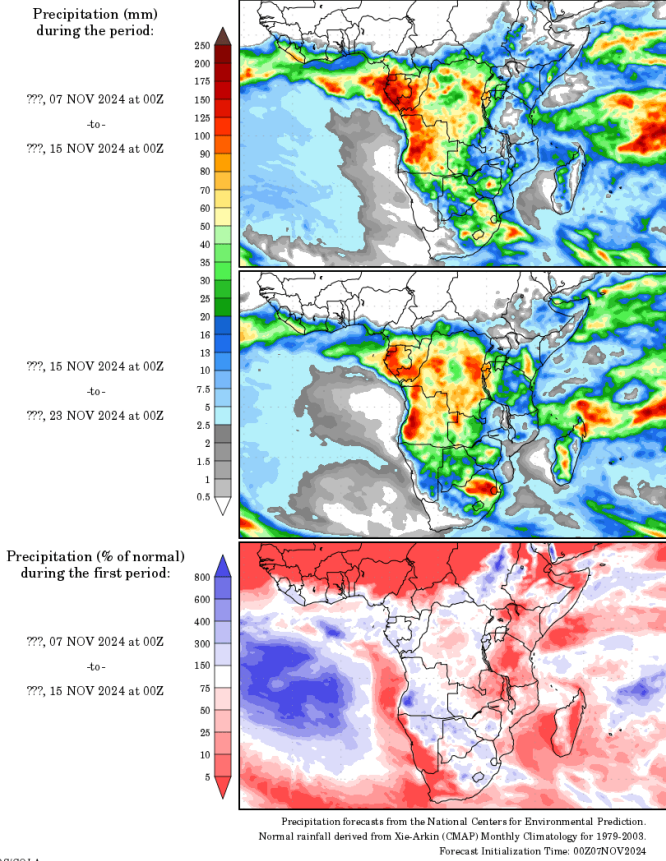 Precipitation (mm)
during the period:
???, 07 NOV 2024 at 00Z
-to-
???, 15 NOV 2024 at 00Z
250
200
175
150
125
100
90
80
70
60
50
40
35
30
25
20
16
13
10
7.5
5
2.5
2
1.5
1
0.5
???, 15 NOV 2024 at 00Z
-to-
???, 23 NOV 2024 at 00Z
Precipitation (% of normal)
during the first period:
???, 07 NOV 2024 at 00Z
-to-
???, 15 NOV 2024 at 00Z
800
600
400
300
150
75
50
25
10
5
Precipitation forecasts from the National Centers for Environmental Prediction.
Normal rainfall derived from Xie-Arkin (CMAP) Monthly Climatology for 1979-2003.
Forecast Initialization Time: 00Z07NOV2024